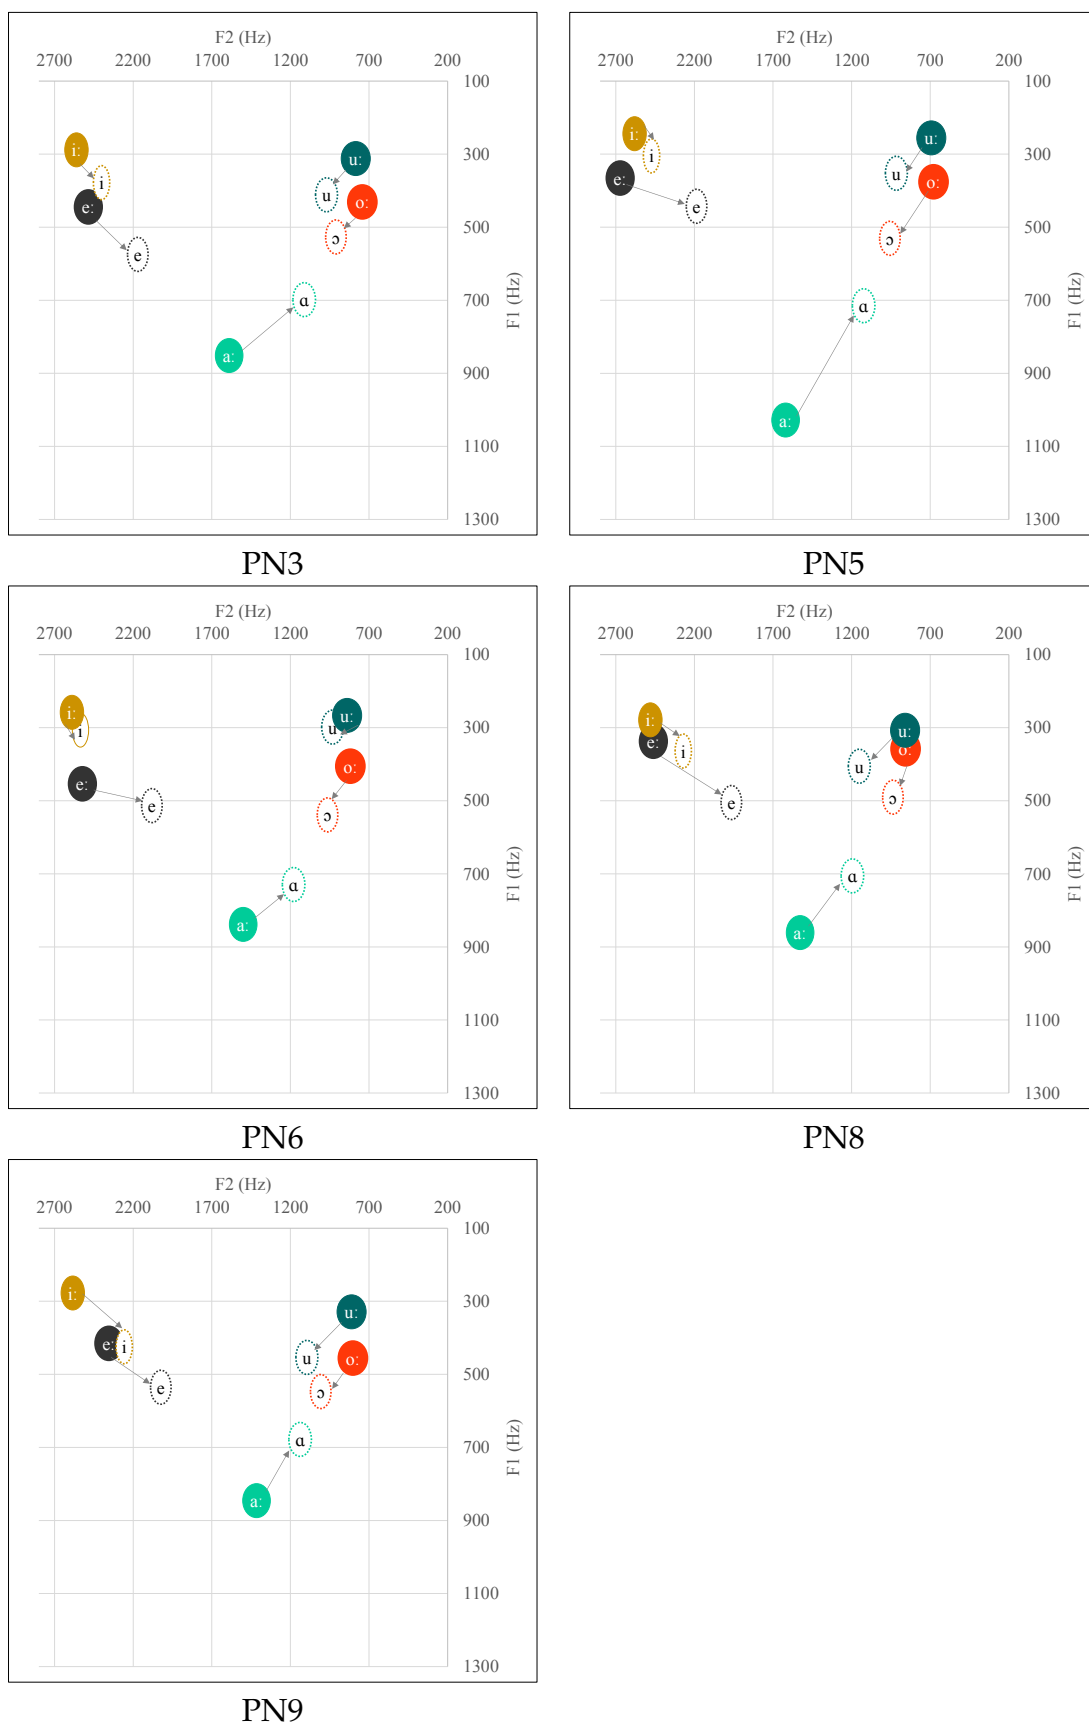 F2 (Hz)
2700 2200 1700 1200 700 200
100
300
500
700
900
1100
1300
F1 (Hz)
iː
i
eː
e
uː
u
oː
ɔ
ɑ
aː
PN3
F2 (Hz)
2700 2200 1700 1200 700 200
100
300
500
700
900
1100
1300
F1 (Hz)
iː
i
eː
e
uː
u
oː
ɔ
ɑ
aː
PN5
F2 (Hz)
2700 2200 1700 1200 700 200
100
300
500
700
900
1100
1300
F1 (Hz)
iː
i
eː
e
uː
u
oː
ɔ
ɑ
aː
PN6
F2 (Hz)
2700 2200 1700 1200 700 200
100
300
500
700
900
1100
1300
F1 (Hz)
iː
i
eː
e
uː
u
oː
ɔ
ɑ
aː
PN8
F2 (Hz)
2700 2200 1700 1200 700 200
100
300
500
700
900
1100
1300
F1 (Hz)
iː
i
eː
e
uː
u
oː
ɔ
ɑ
aː
PN9